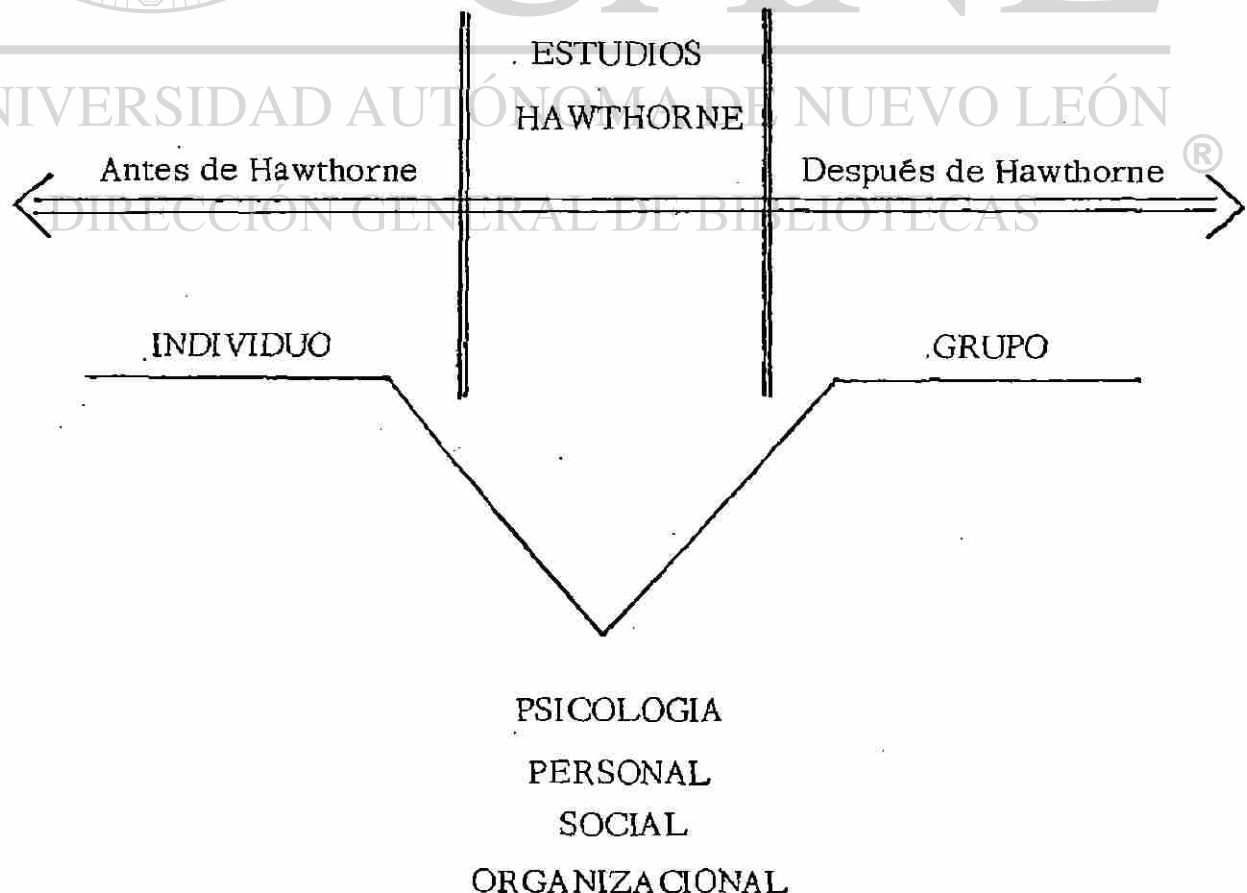 ESTUDIOS
HAWTHORNE
UNIVERSIDAD AUTÓNOMA DE NUEVO LEÓN
®
Antes de Hawthorne
Después de Hawthorne
DIRECCIÓN GENERAL DE BIBLIOTECAS
INDIVIDUO
GRUPO
PSICOLOGIA
PERSONAL
SOCIAL
ORGANIZACIONAL